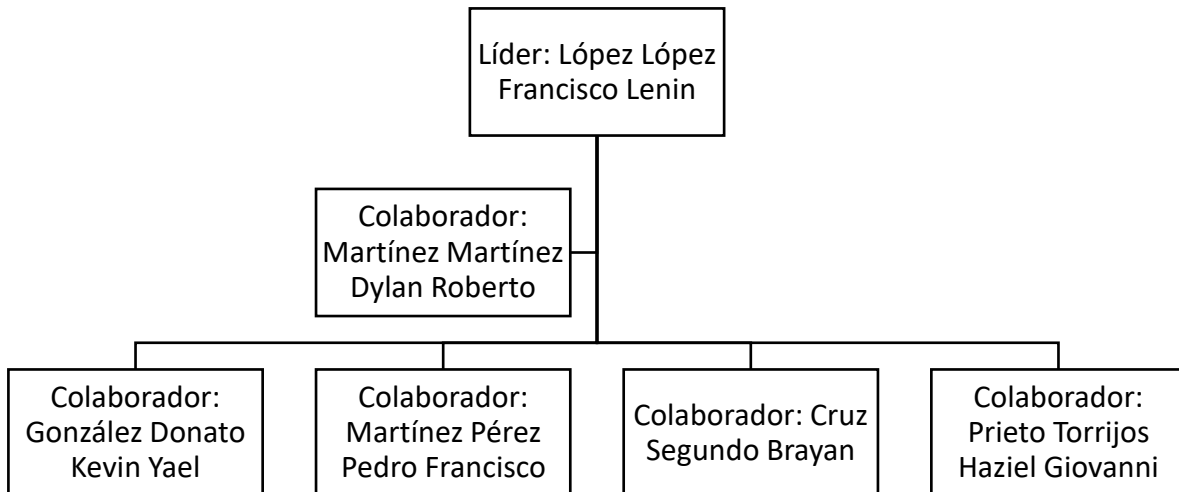 Líder: López López
Francisco Lenin
Colaborador:
Martínez Martínez
Dylan Roberto
Colaborador:
González Donato
Kevin Yael
Colaborador:
Martínez Pérez
Pedro Francisco
Colaborador: Cruz
Segundo Brayan
Colaborador:
Prieto Torrijos
Haziel Giovanni